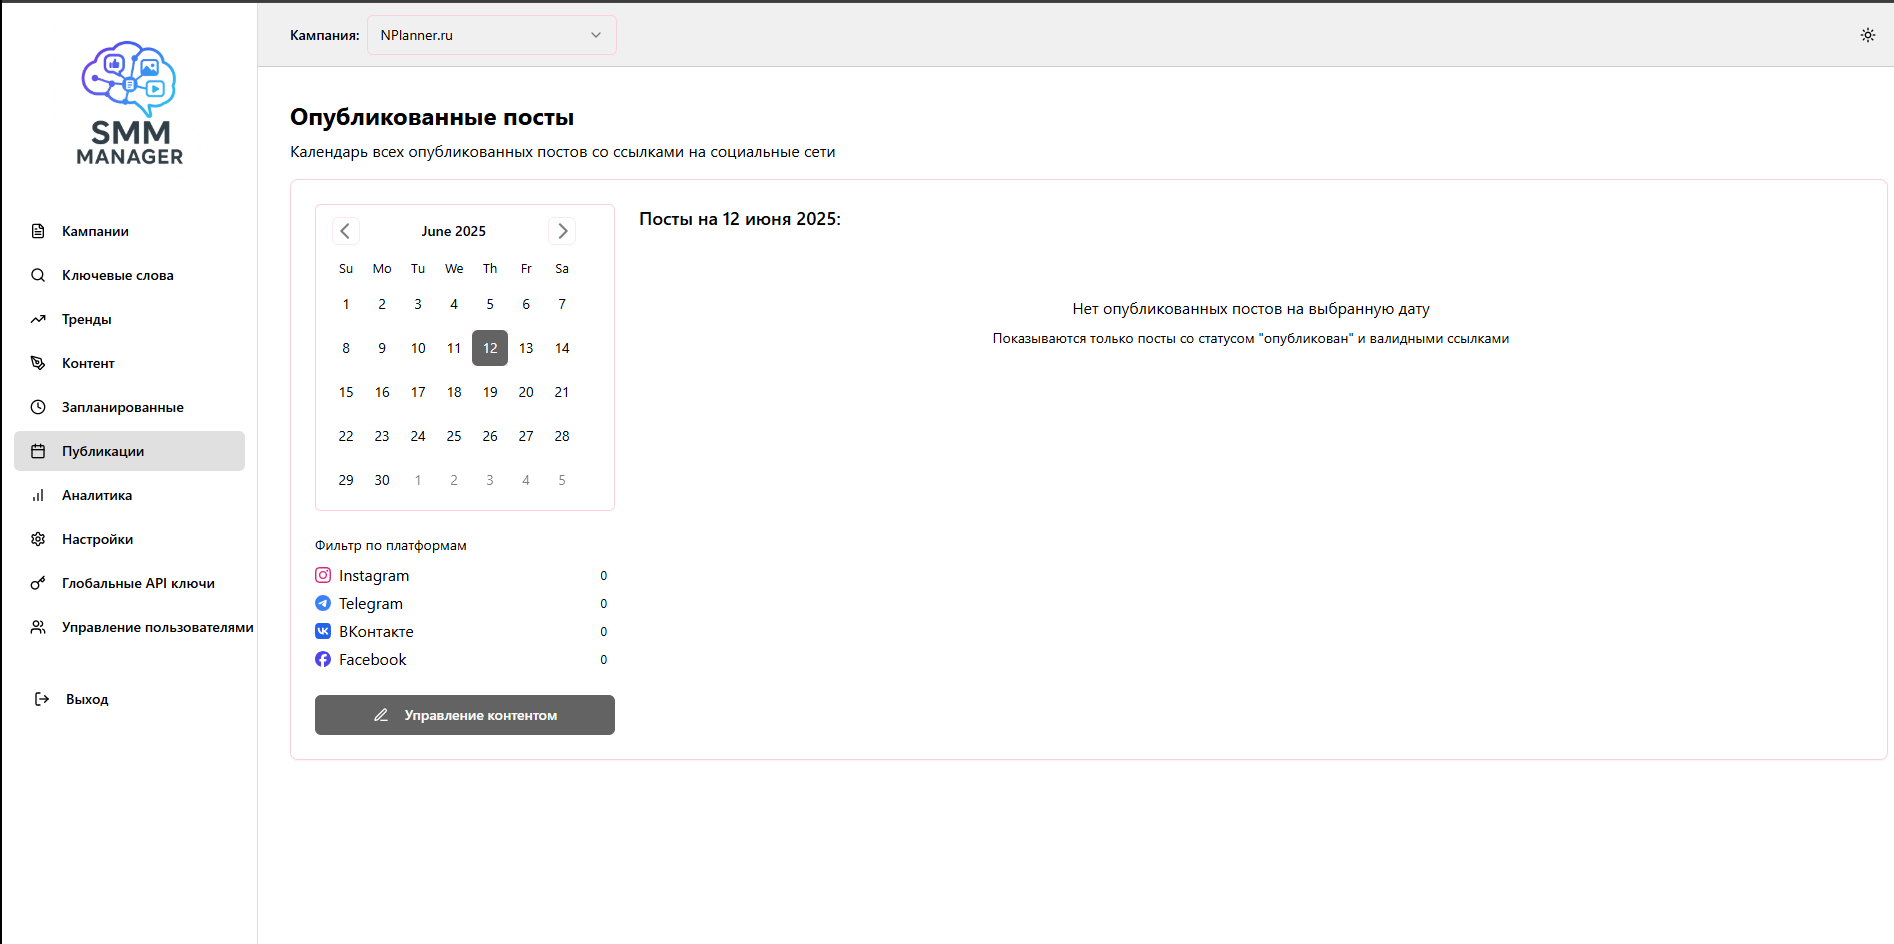 SMM
MANAGER
Кампании
Ключевые слова
Тренды
Контент
Запланированные
Публикации
Аналитика
Настройки
Глобальные API ключи
Управление пользователями
Выход
Кампания: NPlanner.ru
Опубликованные посты
Календарь всех опубликованных постов со ссылками на социальные сети
June 2025
Su Mo Tu We Th Fr Sa
1 2 3 4 5 6 7
8 9 10 11 12 13 14
15 16 17 18 19 20 21
22 23 24 25 26 27 28
29 30 1 2 3 4 5
Фильтр по платформам
Instagram 0
Telegram 0
ВКонтакте 0
Facebook 0
Управление контентом
Посты на 12 июня 2025:
Нет опубликованных постов на выбранную дату
Показываются только посты со статусом "опубликован" и валидными ссылками